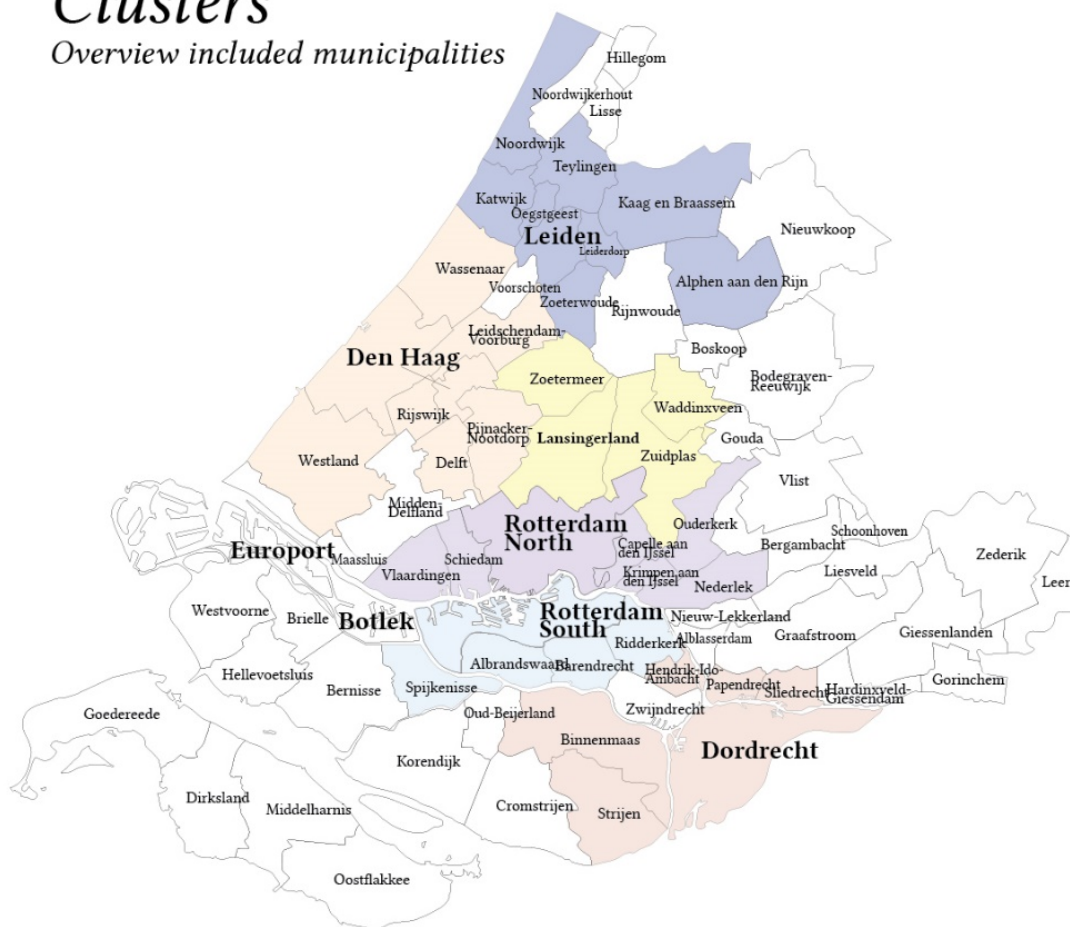 Clusters
Overview included municipalities
Hillegom
Noordwijkerhout
Lisse
Noordwijk
Teylingen
Katwijk
Kaag en Braassem
Oegstgeest
Nieuwkoop
Leiden
Leiderdorp
Wassenaar
Alphen aan den Rijn
Voorschoten
Zoeterwoude
Rijnwoude
Leidschendam-
Voorburg
Boskoop
Den Haag
Zoetermeer
Bodegraven-
Reeuwijk
Waddinxveen
Rijswijk
Pijnacker-
Nootdorp
Lansingerland
Gouda
Westland
Delft
Zuidplas
Vlist
Midden-
Delfland
Rotterdam
North
Ouderkerk
Schoonhoven
Europort
Maassluis
Schiedam
Capelle aan
den IJssel
Bergambacht
Zederik
Vlaardingen
Krimpen aan
den IJssel
Nederlek
Liesveld
Leer
Westvoorne
Brielle
Botlek
Rotterdam
South
Nieuw-Lekkerland
Ridderkerk
Alblasserdam
Graafstroom
Giessenlanden
Hellevoetsluis
Albrandswaard
Barendrecht
Hendrik-Ido-
Ambacht
Papendrecht
Sliedrecht
Hardinxveld-
Giessendam
Gorinchem
Bernisse
Spijkenisse
Goedereede
Oud-Beijerland
Zwijndrecht
Binnenmaas
Dordrecht
Korendijk
Dirksland
Middelharnis
Cromstrijen
Strijen
Oostflakkee